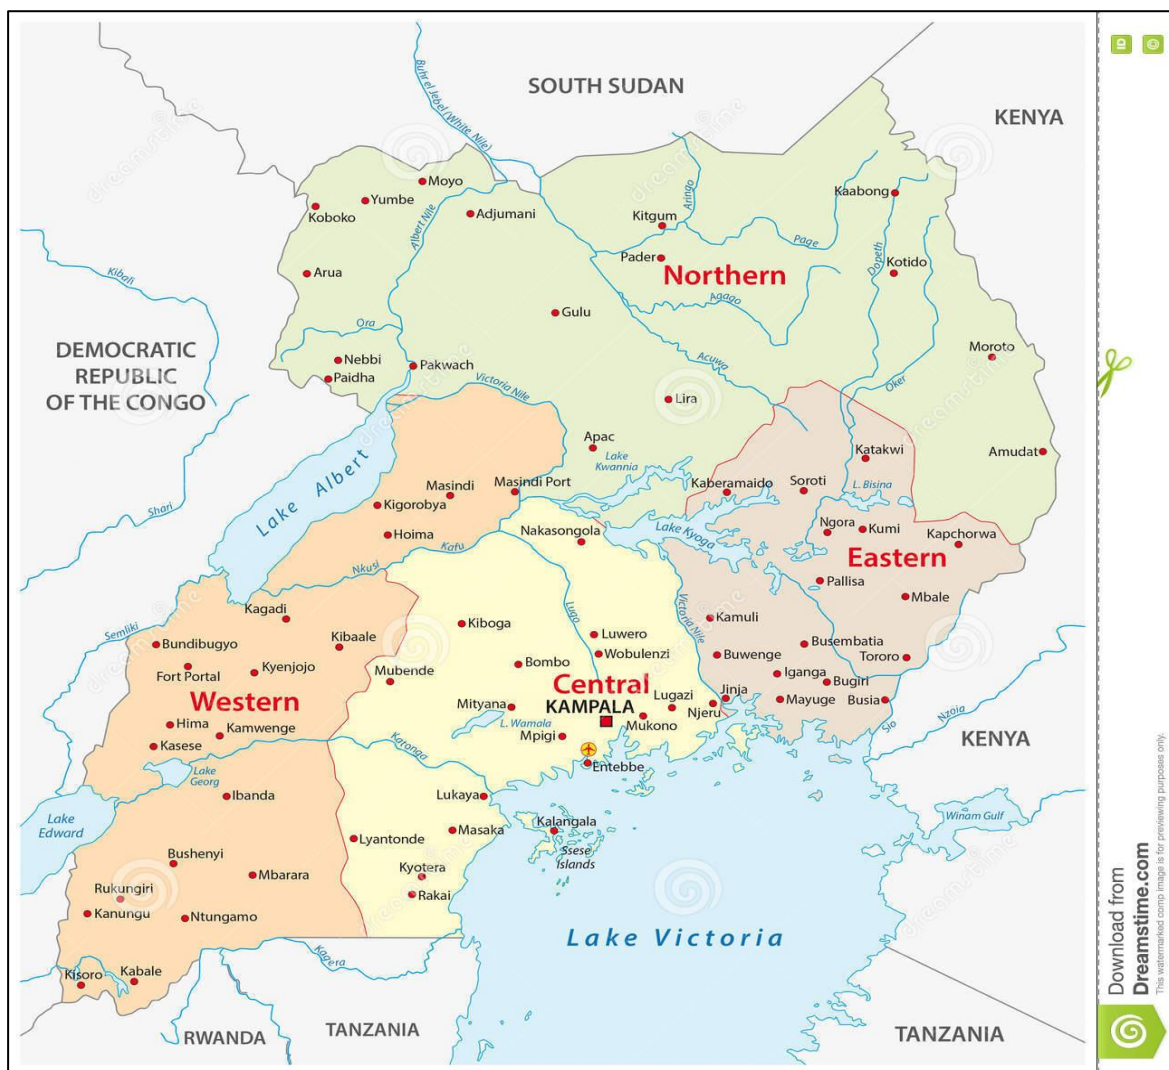 SOUTH SUDAN
KENYA
Buhrel Jebel (White Nile)
Moyo
Yumbe
Koboko
Adjumani
Albert Nile
Aringo
Kaabong
Kitgum
Page
Dopeth
Pader
Northern
Kotido
Arua
Agago
Kibali
Gulu
Ora
DEMOCRATIC
REPUBLIC
OF THE CONGO
Nebbi
Paidha
Pakwach
Victoria Nile
Acuwa
Oker
Moroto
Lira
Lake Albert
Apac
Lake
Kwannia
Katakwi
Amudat
Masindi
Masindi Port
Kaberamaido
Soroti
L. Bisina
Kigorobya
Shari
Nakasongola
Lake Kyoga
Ngora
Kumi
Kapchorwa
Hoima
Kafu
Nkusi
Eastern
Pallisa
Mbale
Kagadi
Lugo
Victoria Nile
Semliki
Kiboga
Kamuli
Bundibugyo
Kibaale
Luwero
Wobulenzi
Busembatia
Tororo
Fort Portal
Kyenjojo
Mubende
Bombo
Buwenge
Iganga
Bugiri
Western
Central
KAMPALA
Mityana
L. Wamala
Lugazi
Jinja
Mayuge
Busia
Hima
Kamwenge
Mpigi
Mukono
Njeru
Sio
Nzoia
Kasese
Katonga
KENYA
Lake
Georg
Entebbe
Ibanda
Lukaya
Lake
Edward
Kalangala
Winam Gulf
Masaka
Lyantonde
Ssese
Islands
Bushenyi
Kyotera
Mbarara
Rukungiri
Rakai
Kanungu
Ntungamo
Lake Victoria
Kagera
Kisoro
Kabale
RWANDA
TANZANIA
TANZANIA
dreamstime
Download from
Dreamstime.com
This watermarked comp image is for previewing purposes only.
ID
©